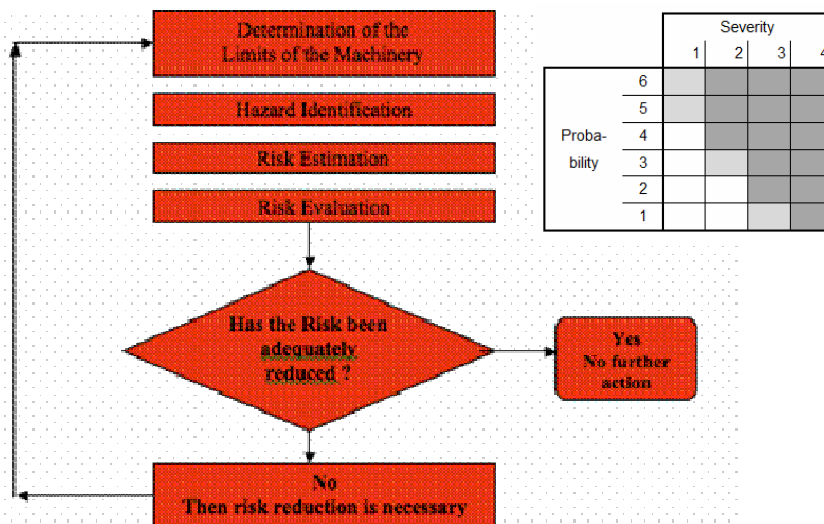 Determination of the
Limits of the Machinery
Hazard Identification
Risk Estimation
Risk Evaluation
Has the Risk been
adequately
reduced ?
Yes
No further
action
No
Then risk reduction is necessary
Severity
1 2 3 4
6
5
Proba- 4
bility 3
2
1